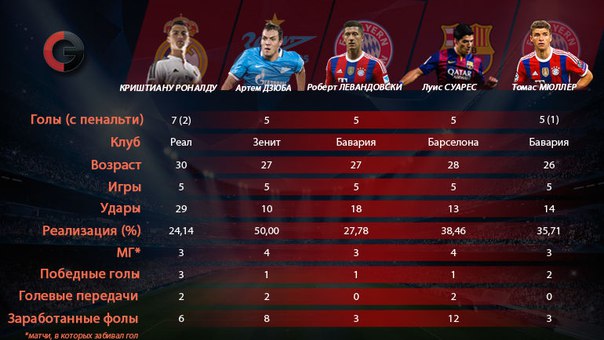 КРИШТИАНУ РОНАЛДУ Артем ДЗЮБА Роберт ЛЕВАНДОВСКИ Луис СУАРЕС Томас МЮЛЛЕР
Голы (с пенальти) 7 (2) 5 5 5 5 (1)
Клуб Реал Зенит Бавария Барселона Бавария
Возраст 30 27 27 28 26
Игры 5 5 5 5 5
Удары 29 10 18 13 14
Реализация (%) 24,14 50,00 27,78 38,46 35,71
МГ* 3 4 3 4 3
Победные голы 3 1 1 1 2
Голевые передачи 2 2 0 2 0
Заработанные фолы 6 8 3 12 3
*матчи, в которых забивал гол